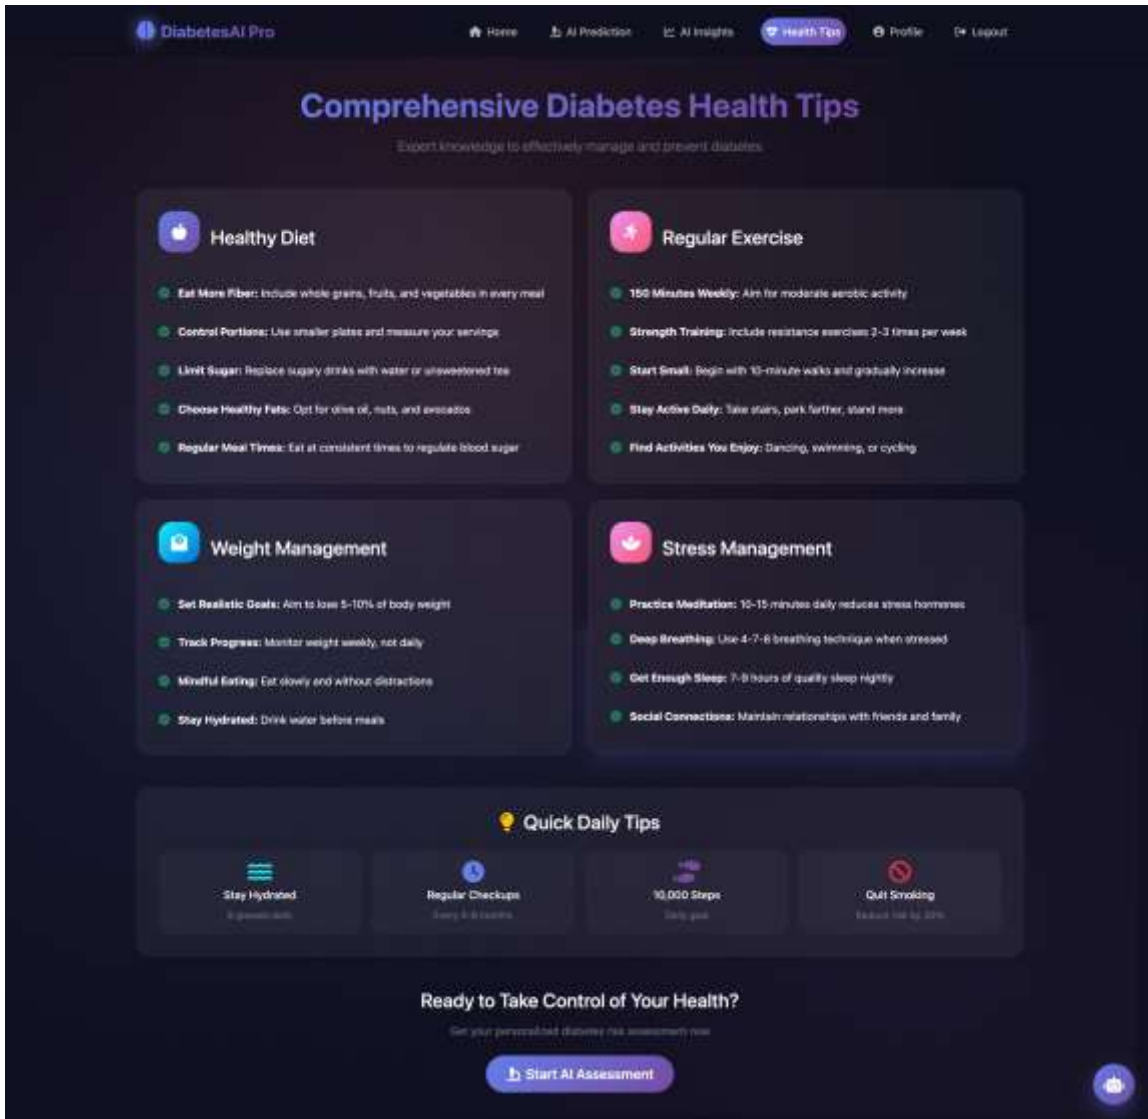 DiabetesAI Pro
Home
AI Prediction
AI Insights
Health Tips
Profile
Logout
Comprehensive Diabetes Health Tips
Expert knowledge to effectively manage and prevent diabetes
Healthy Diet
Eat More Fiber: Include whole grains, fruits, and vegetables in every meal
Control Portions: Use smaller plates and measure your servings
Limit Sugar: Replace sugary drinks with water or unsweetened tea
Choose Healthy Fats: Opt for olive oil, nuts, and avocados
Regular Meal Times: Eat at consistent times to regulate blood sugar
Regular Exercise
150 Minutes Weekly: Aim for moderate aerobic activity
Strength Training: Include resistance exercises 2-3 times per week
Start Small: Begin with 10-minute walks and gradually increase
Stay Active Daily: Take stairs, park farther, stand more
Find Activities You Enjoy: Dancing, swimming, or cycling
Weight Management
Set Realistic Goals: Aim to lose 5-10% of body weight
Track Progress: Monitor weight weekly, not daily
Mindful Eating: Eat slowly and without distractions
Stay Hydrated: Drink water before meals
Stress Management
Practice Meditation: 10-15 minutes daily reduces stress hormones
Deep Breathing: Use 4-7-8 breathing technique when stressed
Get Enough Sleep: 7-9 hours of quality sleep nightly
Social Connections: Maintain relationships with friends and family
Quick Daily Tips
Stay Hydrated
Regular Checkups
Every months
10,000 Steps
Daily goal
Quit Smoking
Reduce risk by
Ready to Take Control of Your Health?
Get your personalized diabetes risk assessment now
Start AI Assessment